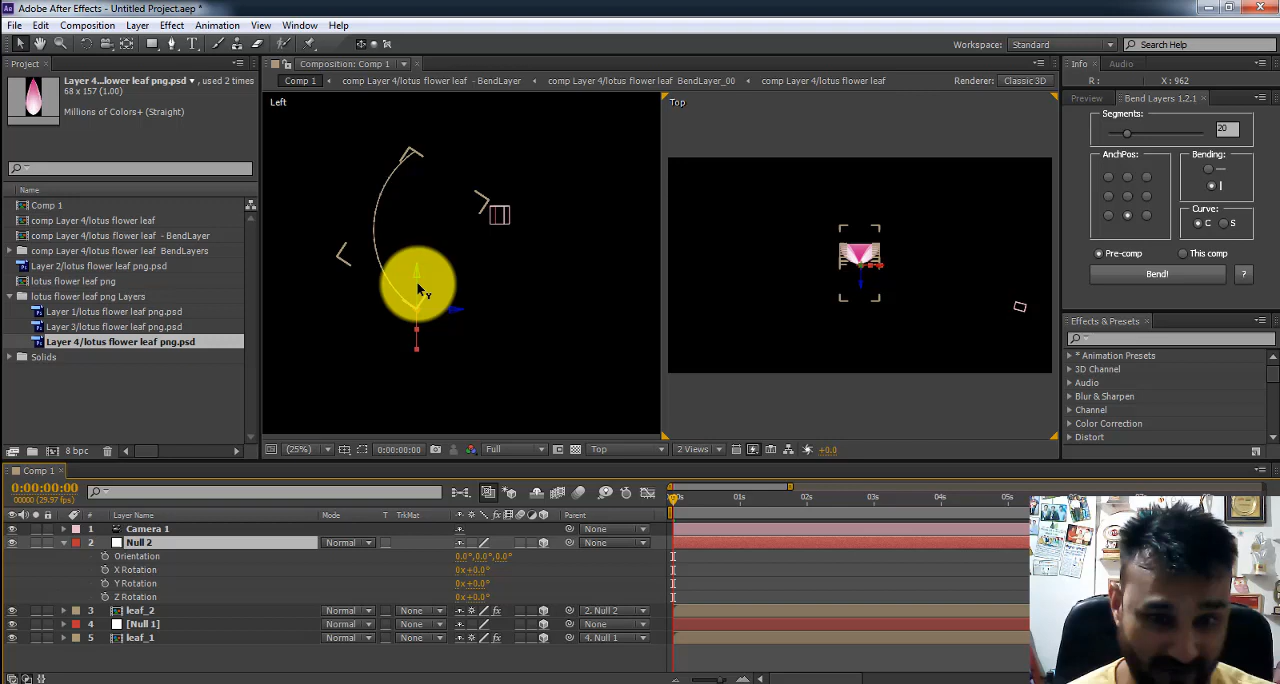 Adobe After Effects - Untitled Project.aep *
File Edit Composition Layer Effect Animation View Window Help
Workspace: Standard Search Help
Project
Composition: Comp 1
Info Audio
Layer 4...lower leaf png.psd , used 2 times
68 x 157 (1.00)
Millions of Colors+ (Straight)
Comp 1 comp Layer 4/lotus flower leaf - BendLayer comp Layer 4/lotus flower leaf BendLayer_00 comp Layer 4/lotus flower leaf Renderer: Classic 3D
R : X : 962
Preview Bend Layers 1.2.1
Left
Top
Segments:
20
AnchPos: Bending:
Curve:
C S
Pre-comp This comp
Bend! ?
Name
Comp 1
comp Layer 4/lotus flower leaf
comp Layer 4/lotus flower leaf - BendLayer
comp Layer 4/lotus flower leaf BendLayers
Layer 2/lotus flower leaf png.psd
lotus flower leaf png
lotus flower leaf png Layers
Layer 1/lotus flower leaf png.psd
Layer 3/lotus flower leaf png.psd
Layer 4/lotus flower leaf png.psd
Solids
Y
Effects & Presets
* Animation Presets
3D Channel
Audio
Blur & Sharpen
Channel
Color Correction
Distort
8 bpc
(25%) 0:00:00:00 Full Top 2 Views +0.0
Comp 1
0:00:00:00
00000 (29.97 fps)
:00s 01s 02s 03s 04s 05s
# Layer Name Mode T TrkMat Parent
1 Camera 1 None
2 Null 2 Normal None
Orientation 0.0°,0.0°,0.0°
X Rotation 0x+0.0°
Y Rotation 0x+0.0°
Z Rotation 0x+0.0°
3 leaf_2 Normal None 2. Null 2
4 [Null 1] Normal None None
5 leaf_1 Normal None 4. Null 1